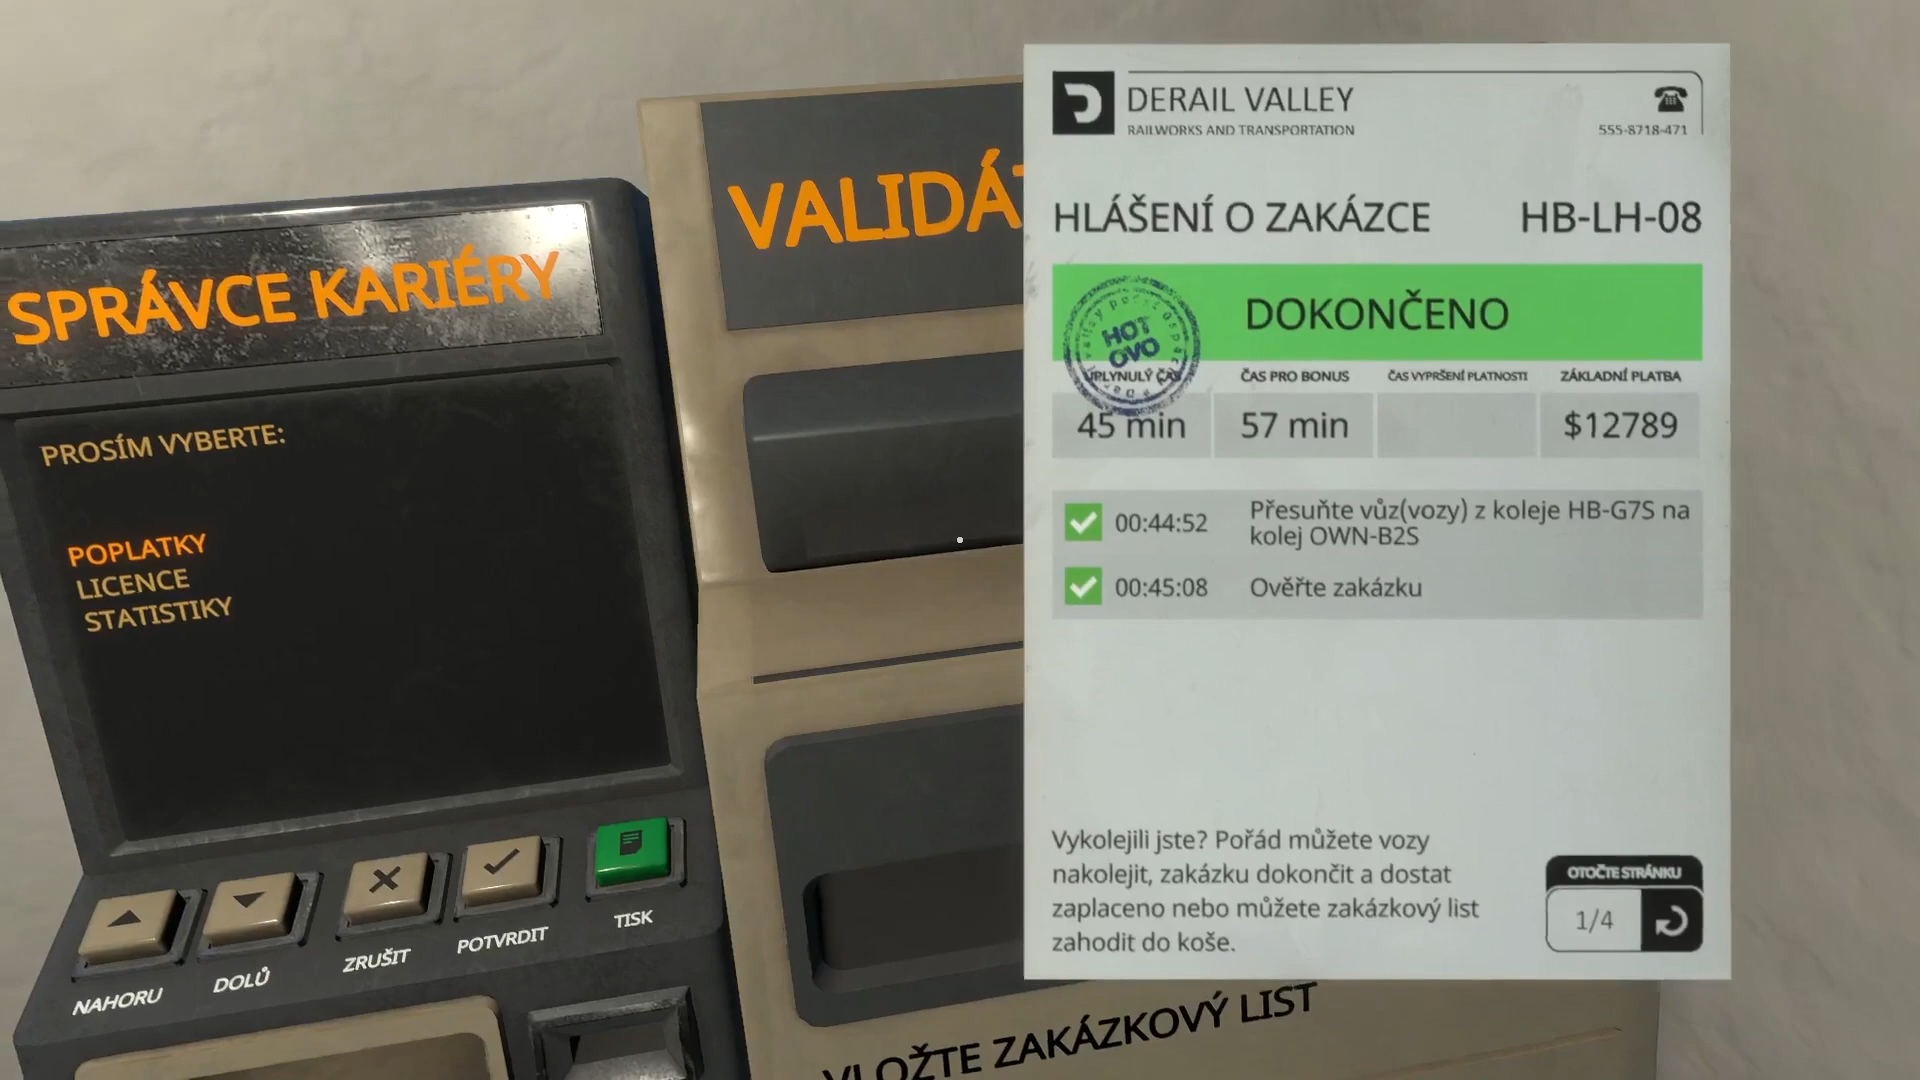 SPRÁVCE KARIÉRY
PROSÍM VYBERTE:
POPLATKY
LICENCE
STATISTIKY
NAHORU
DOLŮ
ZRUŠIT
POTVRDIT
TISK
VLOŽTE ZAKÁZKOVÝ LIST
DERAIL VALLEY
RAILWORKS AND TRANSPORTATION
555-8718-471
HLÁŠENÍ O ZAKÁZCE HB-LH-08
DOKONČENO
HOT
OVO
UPLYNULÝ ČAS ČAS PRO BONUS ČAS VYPRŠENÍ PLATNOSTI ZÁKLADNÍ PLATBA
45 min 57 min $12789
00:44:52 Přesuňte vůz(vozy) z koleje HB-G7S na
kolej OWN-B2S
00:45:08 Ověřte zakázku
Vykolejili jste? Pořád můžete vozy
nakolejit, zakázku dokončit a dostat
zaplaceno nebo můžete zakázkový list
zahodit do koše.
OTOČTE STRÁNKU
1/4